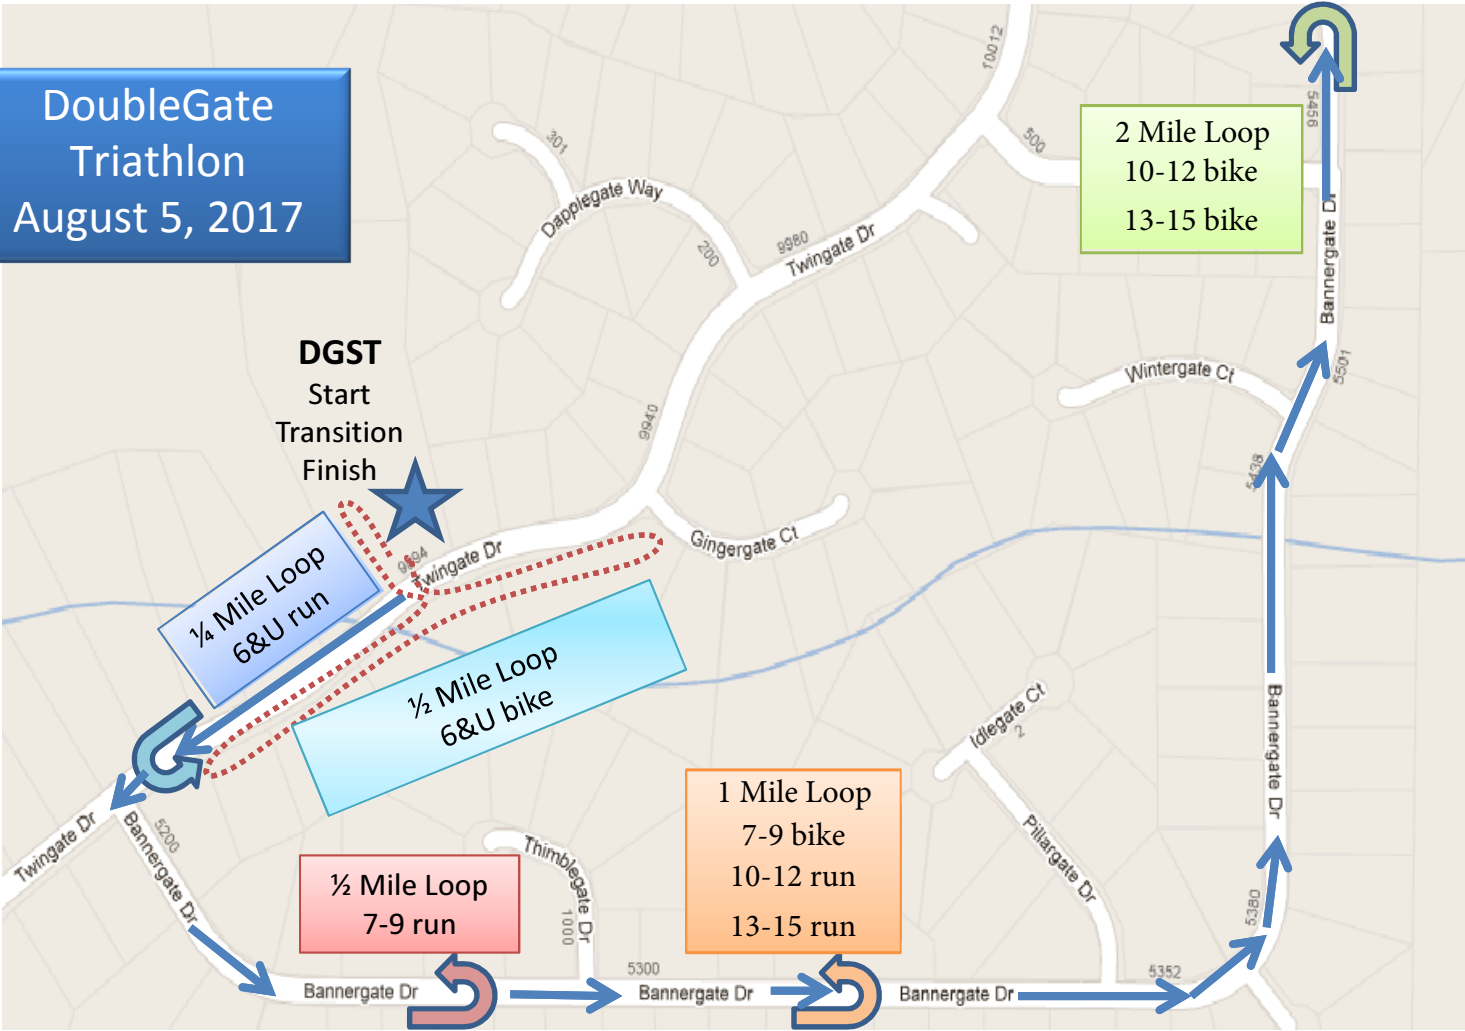 DoubleGate
Triathlon
August 5, 2017
10012
5456
2 Mile Loop
10-12 bike
13-15 bike
301
500
Dapplegate Way
200
9980
Twingate Dr
Bannergate Dr
DGST
Start
Transition
Finish
Wintergate Ct
5501
9940
5438
Gingergate Ct
Twingate Dr
¼ Mile Loop
6&U run
½ Mile Loop
6&U bike
Idlegate Ct
2
Bannergate Dr
Twingate Dr
Bannergate Dr
5200
Thimblegate Dr
1000
Pillargate Dr
½ Mile Loop
7-9 run
1 Mile Loop
7-9 bike
10-12 run
13-15 run
5380
5300
5352
Bannergate Dr
Bannergate Dr
Bannergate Dr